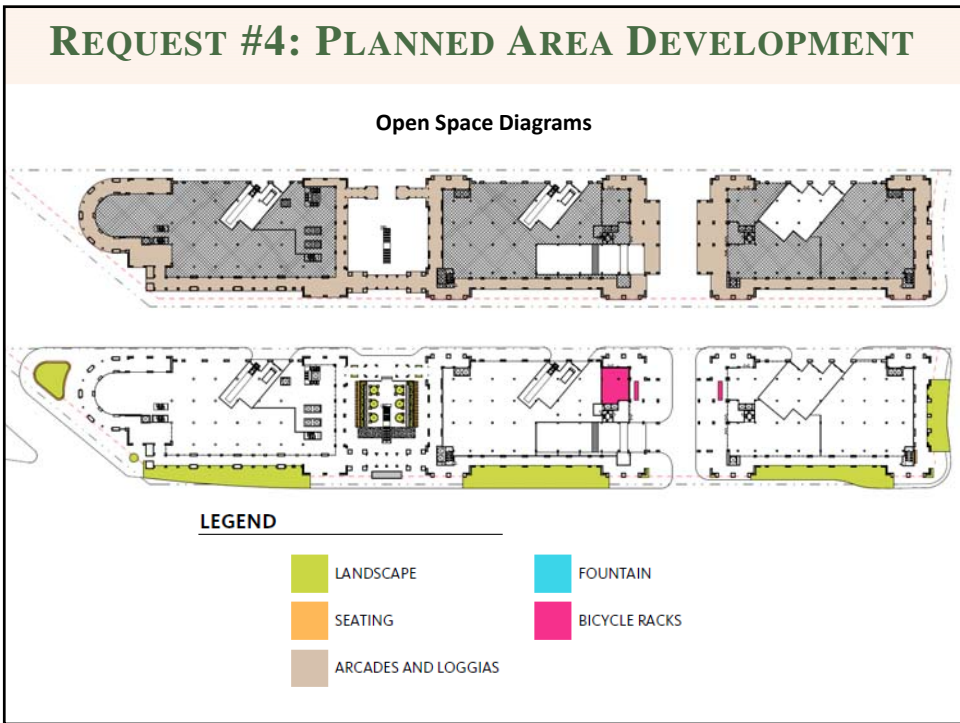 REQUEST #4: PLANNED AREA DEVELOPMENT
Open Space Diagrams
LEGEND
LANDSCAPE
FOUNTAIN
SEATING
BICYCLE RACKS
ARCADES AND LOGGIAS